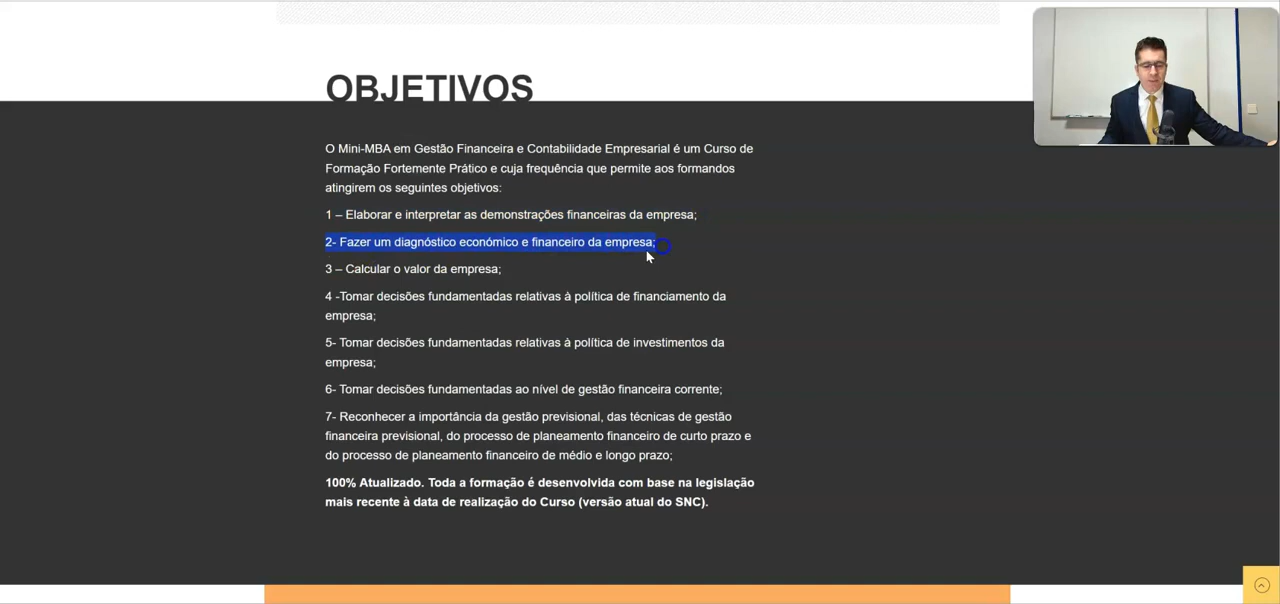 OBJETIVOS
O Mini-MBA em Gestão Financeira e Contabilidade Empresarial é um Curso de
Formação Fortemente Prático e cuja frequência que permite aos formandos
atingirem os seguintes objetivos:
1 – Elaborar e interpretar as demonstrações financeiras da empresa;
2- Fazer um diagnóstico económico e financeiro da empresa;
3 – Calcular o valor da empresa;
4 -Tomar decisões fundamentadas relativas à política de financiamento da
empresa;
5- Tomar decisões fundamentadas relativas à política de investimentos da
empresa;
6- Tomar decisões fundamentadas ao nível de gestão financeira corrente;
7- Reconhecer a importância da gestão previsional, das técnicas de gestão
financeira previsional, do processo de planeamento financeiro de curto prazo e
do processo de planeamento financeiro de médio e longo prazo;
100% Atualizado. Toda a formação é desenvolvida com base na legislação
mais recente à data de realização do Curso (versão atual do SNC).